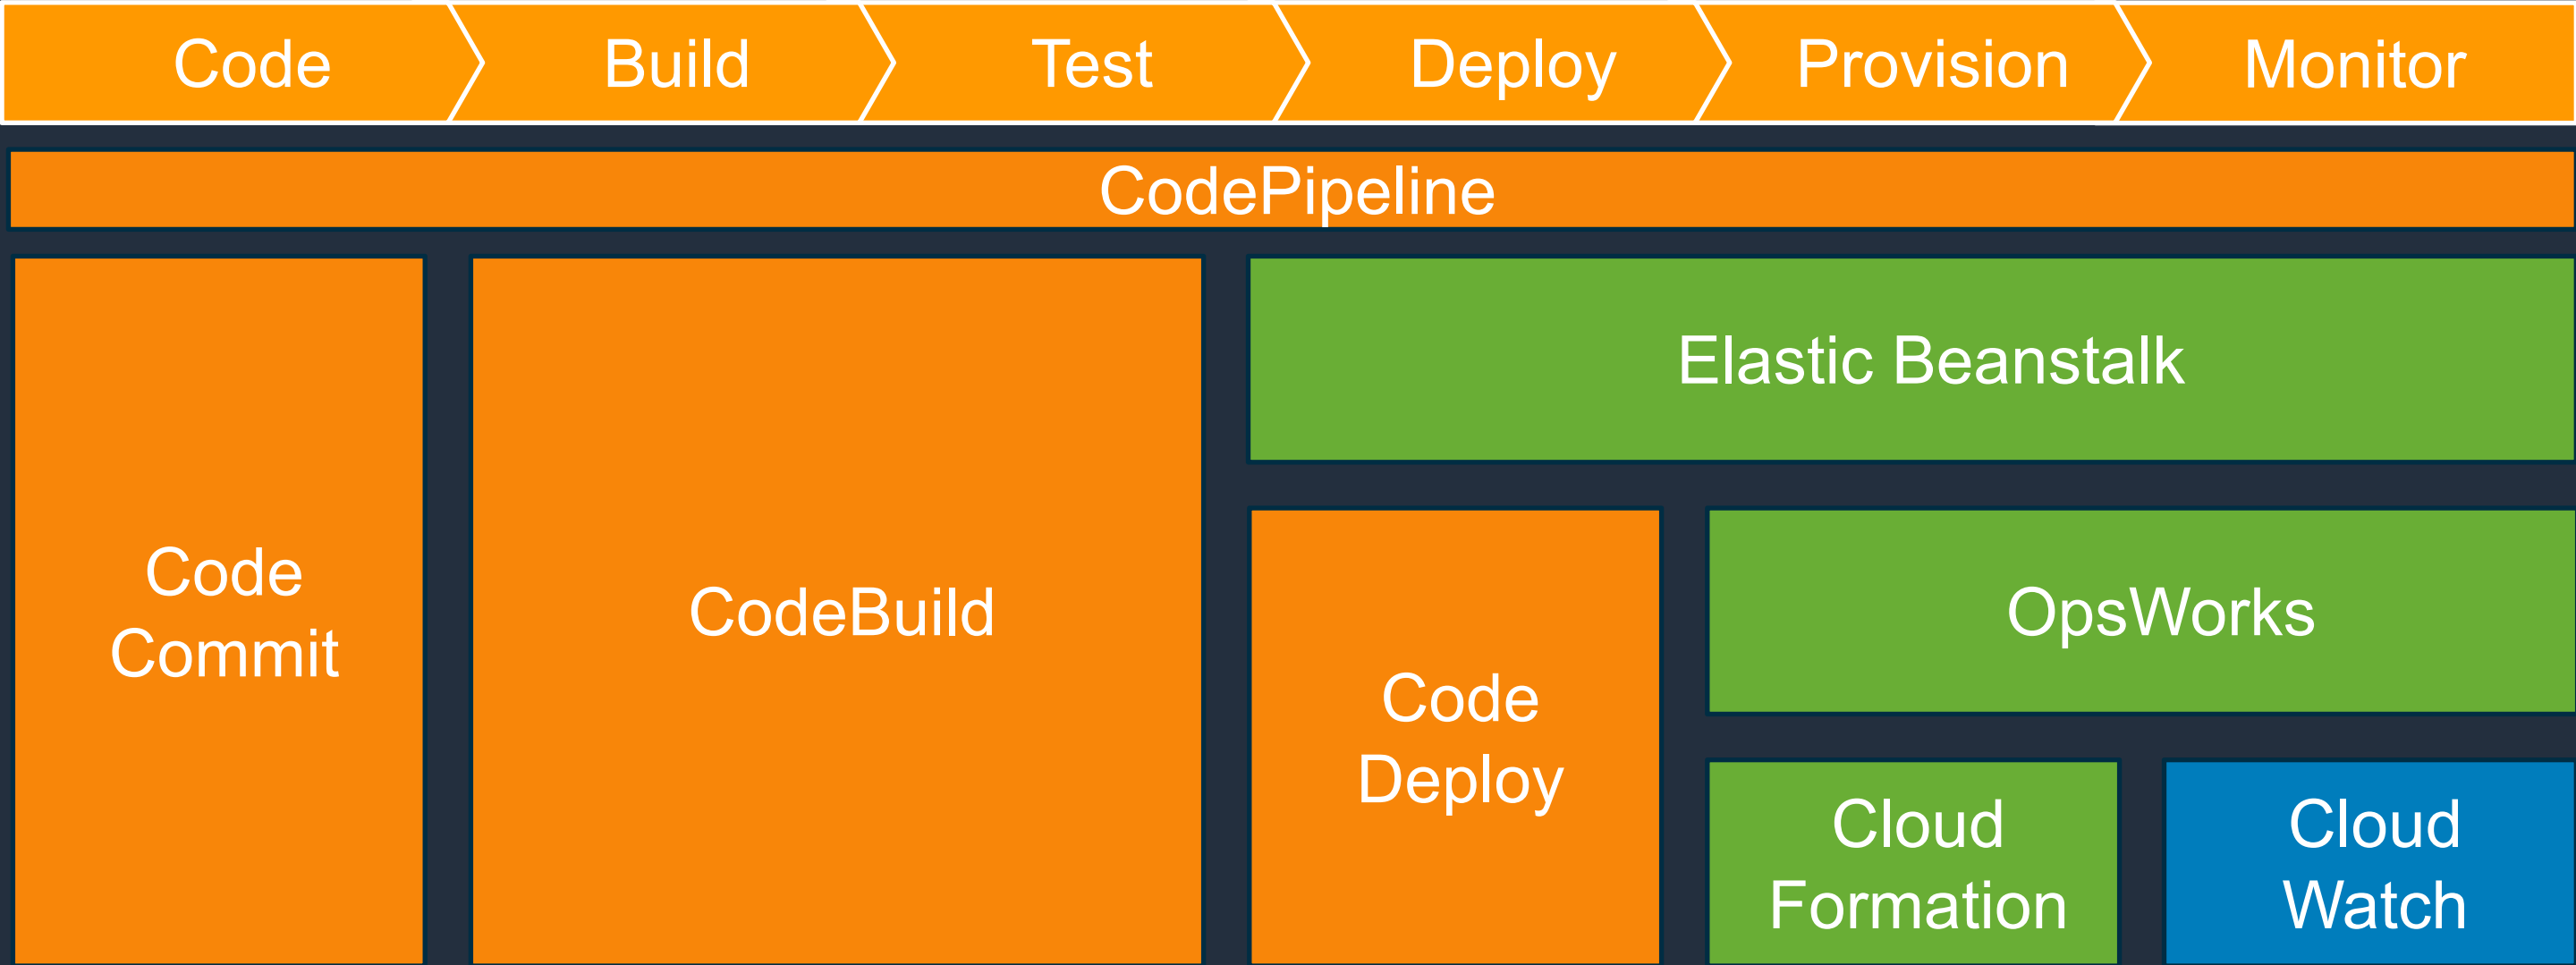 Code
Build
Test
Deploy
Provision
Monitor
CodePipeline
Code
Commit
CodeBuild
Elastic Beanstalk
Code
Deploy
OpsWorks
Cloud
Formation
Cloud
Watch